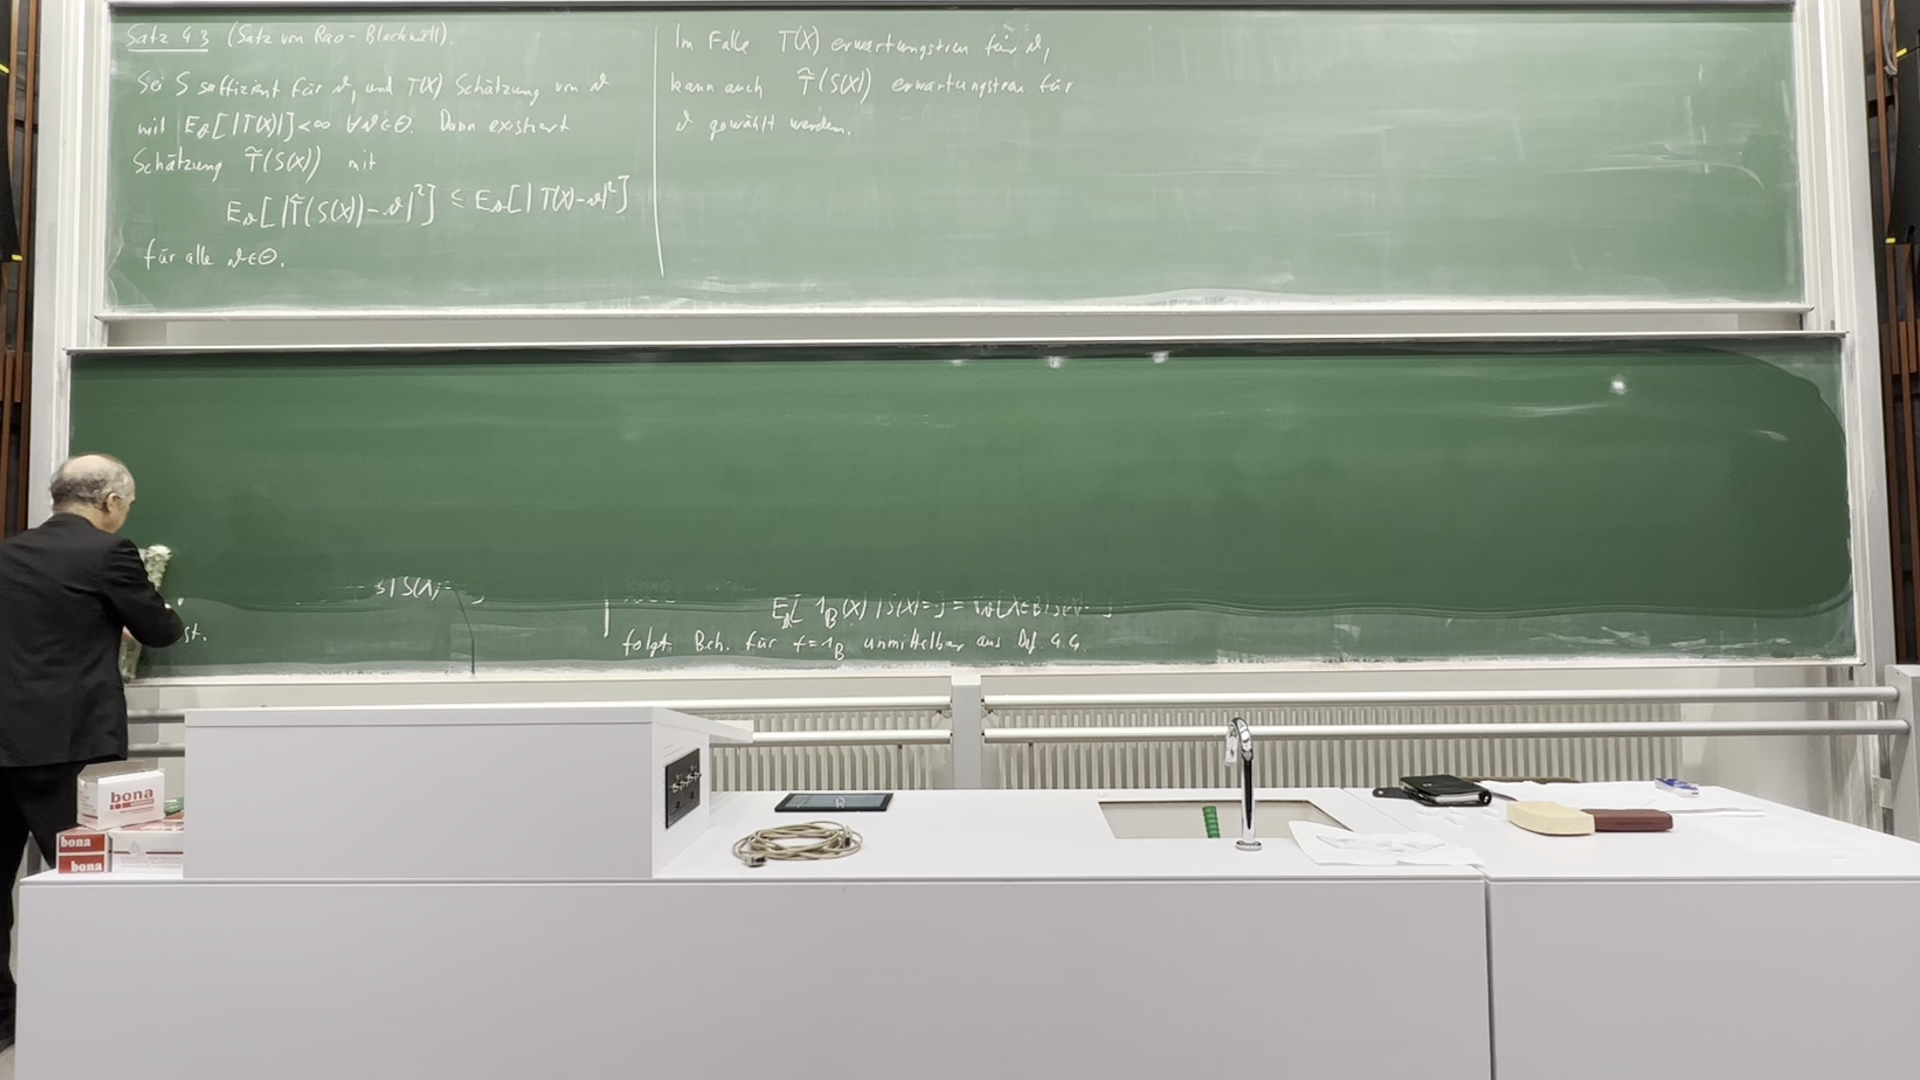 Satz 4.3 (Satz von Rao-Blackwell).
Sei S suffizient für ϑ, und T(X) Schätzung von ϑ
mit E_ϑ[|T(X)|]<∞ ∀ϑ∈Θ. Dann existiert
Schätzung T̃(S(X)) mit
E_ϑ[|T̃(S(X))-ϑ|²] ≤ E_ϑ[|T(X)-ϑ|²]
für alle ϑ∈Θ.
Im Falle T(X) erwartungstreu für ϑ,
kann auch T̃(S(X)) erwartungstreu für
ϑ gewählt werden.
st.
folgt Beh. für f=1_B unmittelbar aus Def. 4.4.
bona
bona
bona